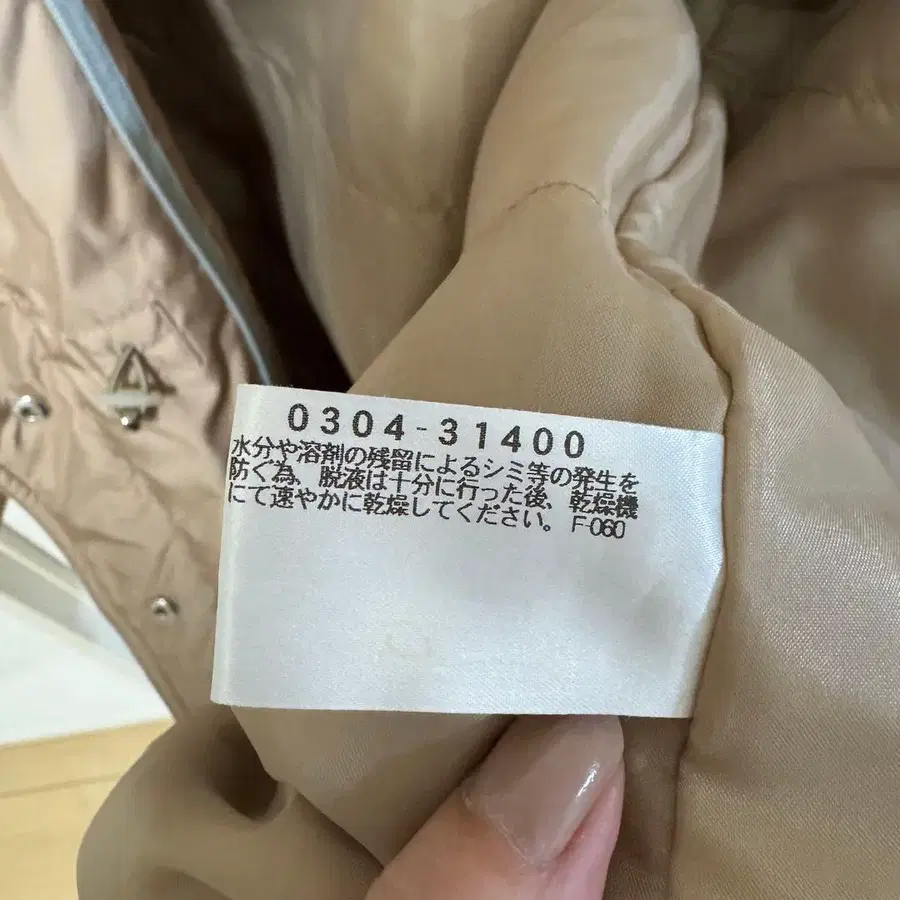 0304-31400
水分や溶剤の残留によるシミ等の発生を
防ぐ為、脱液は十分に行った後、乾燥機
にて速やかに乾燥してください。 F-060